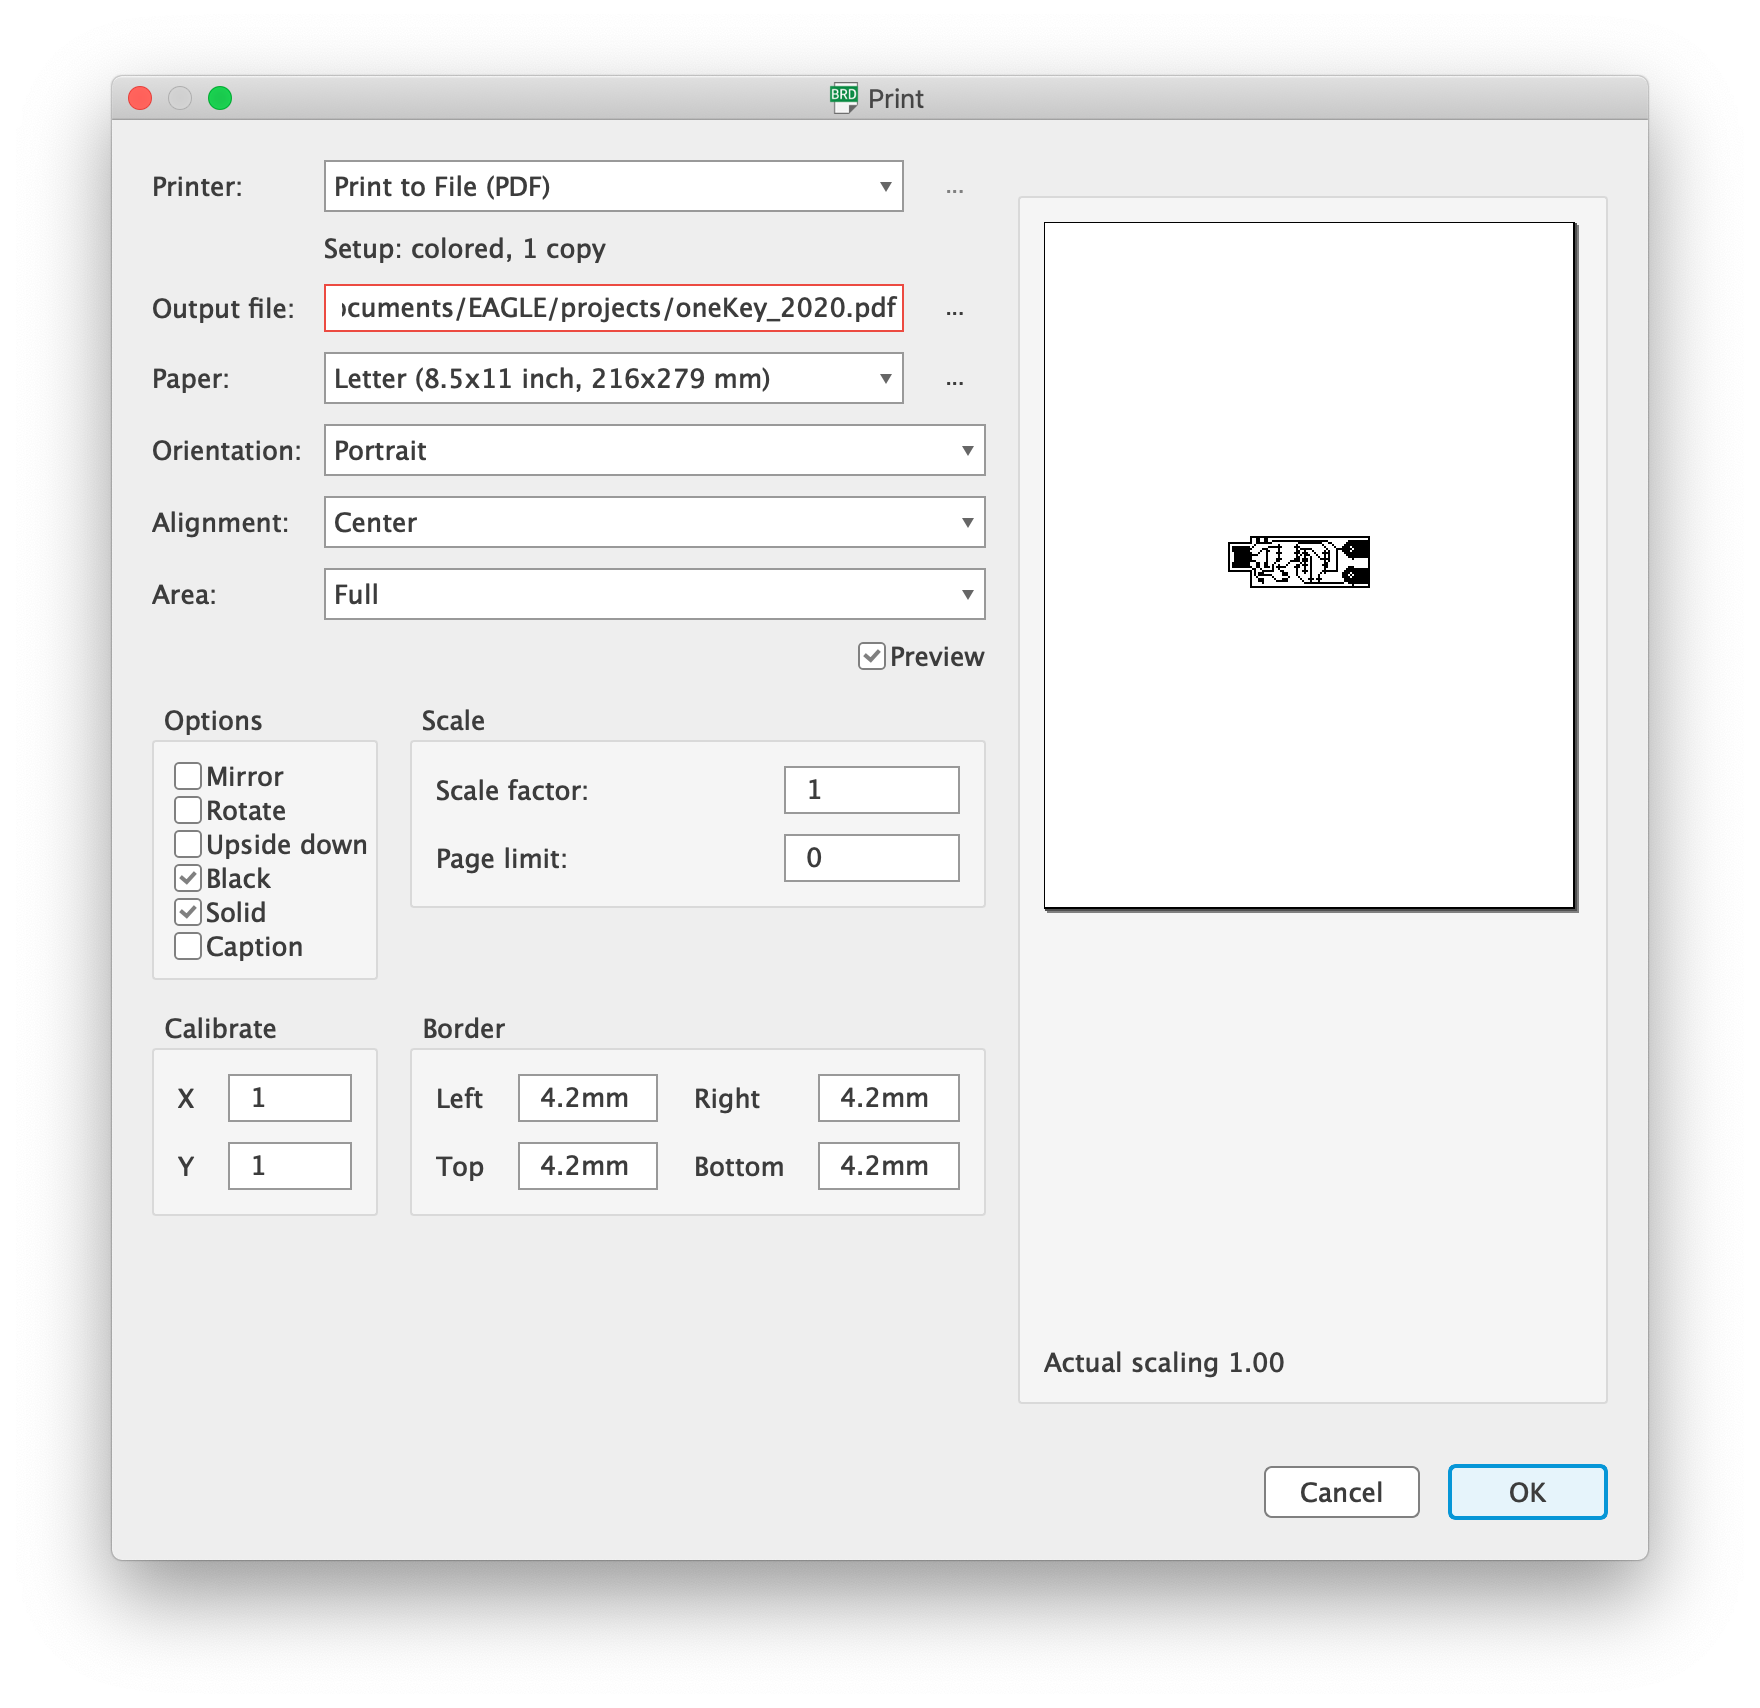 BRD Print
Printer: Print to File (PDF) ...
Setup: colored, 1 copy
Output file: ocuments/EAGLE/projects/oneKey_2020.pdf ...
Paper: Letter (8.5x11 inch, 216x279 mm) ...
Orientation: Portrait
Alignment: Center
Area: Full
Preview
Options
Mirror
Rotate
Upside down
Black
Solid
Caption
Scale
Scale factor: 1
Page limit: 0
Calibrate
X 1
Y 1
Border
Left 4.2mm Right 4.2mm
Top 4.2mm Bottom 4.2mm
Actual scaling 1.00
Cancel OK